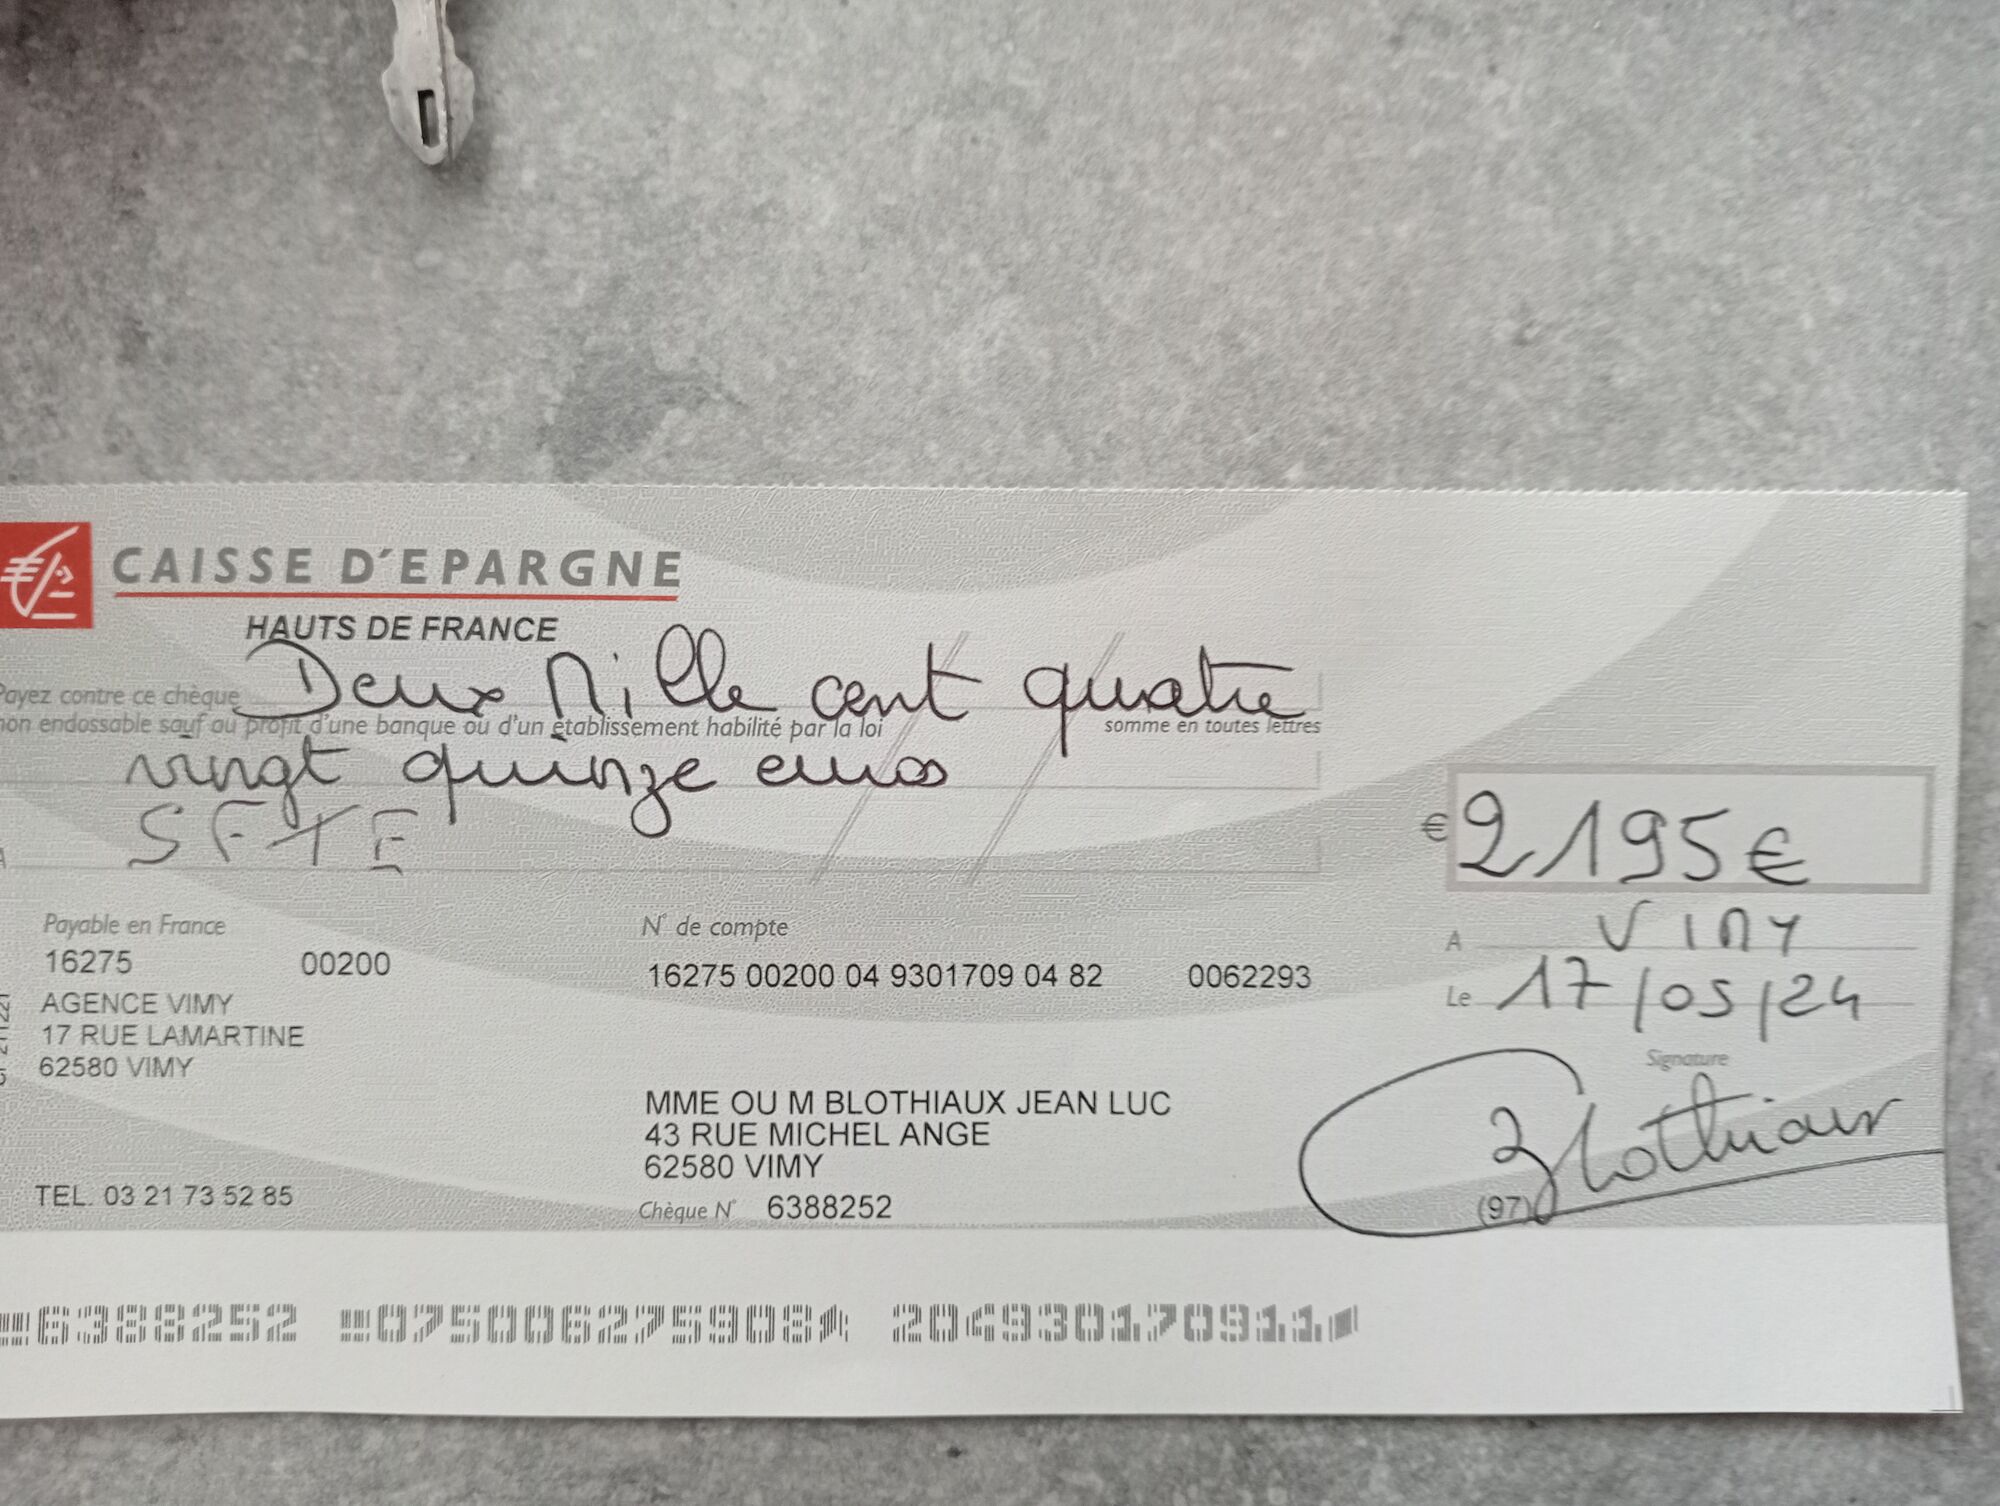 CAISSE D'EPARGNE
HAUTS DE FRANCE
Payez contre ce chèque Deux Mille cent quatre
non endossable sauf au profit d'une banque ou d'un établissement habilité par la loi somme en toutes lettres
vingt quinze euros
SFTE
€ 2195€
A VIMY
Le 17/05/24
Payable en France
16275 00200
AGENCE VIMY
17 RUE LAMARTINE
62580 VIMY
TEL. 03 21 73 52 85
N° de compte
16275 00200 04 9301709 04 82 0062293
MME OU M BLOTHIAUX JEAN LUC
43 RUE MICHEL ANGE
62580 VIMY
Chèque N° 6388252
Signature
Blothiaux
(97)
6388252 075006275908 204930170911